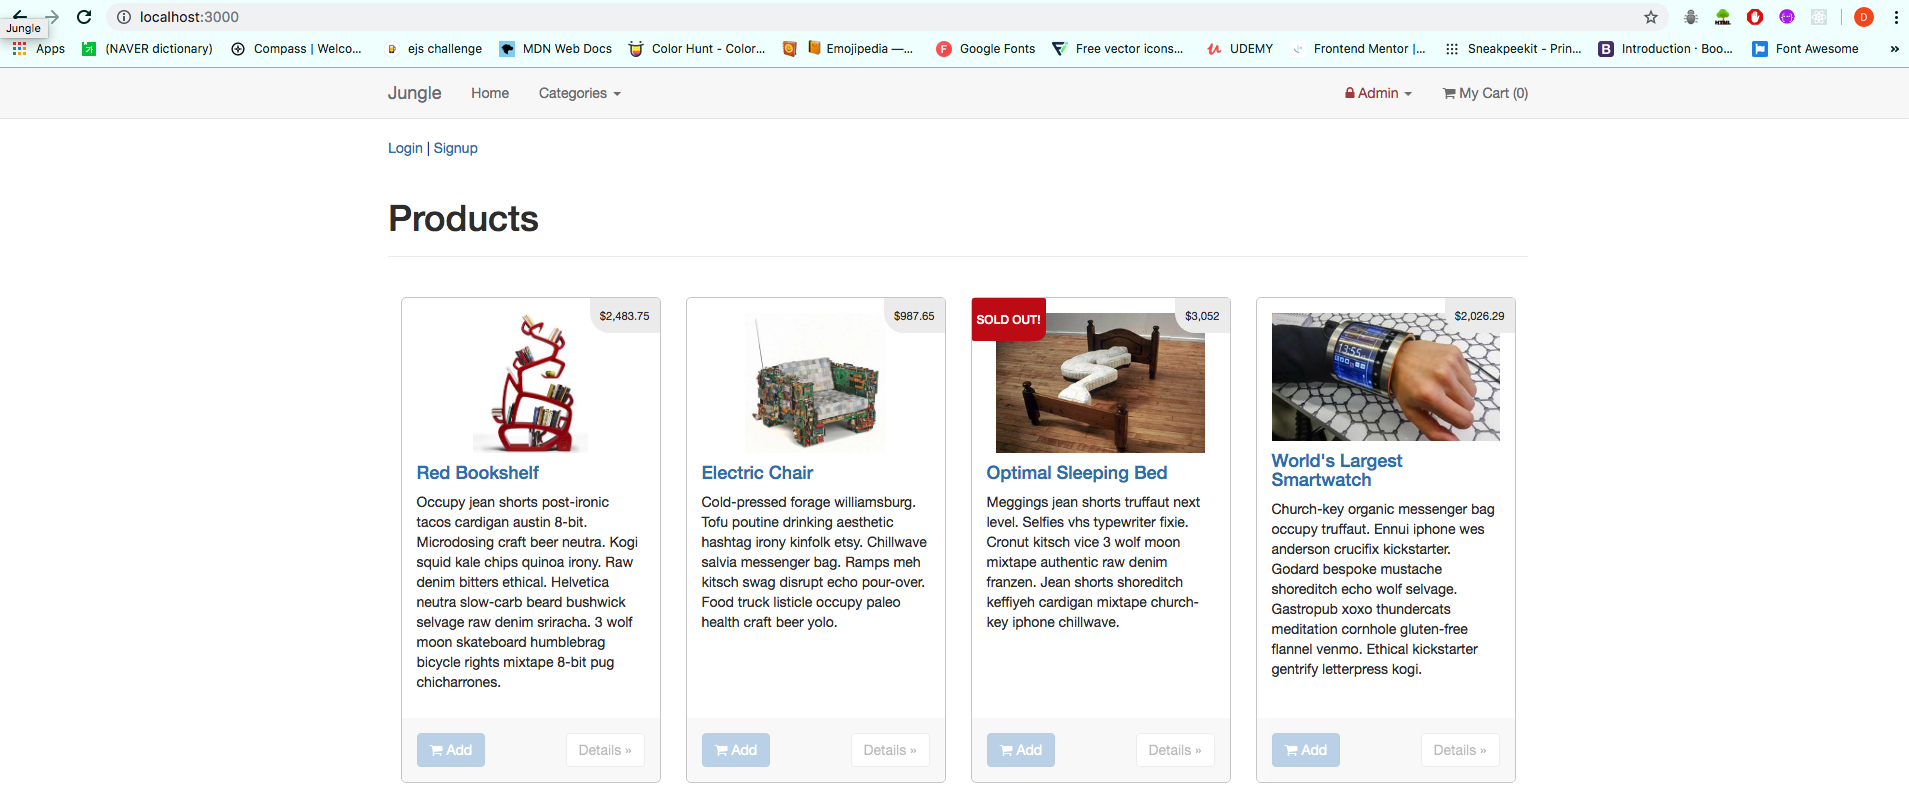 localhost:3000
Jungle
Apps
(NAVER dictionary)
Compass | Welco...
ejs challenge
MDN Web Docs
Color Hunt - Color...
Emojipedia —...
Google Fonts
Free vector icons...
UDEMY
Frontend Mentor |...
Sneakpeekit - Prin...
Introduction · Boo...
Font Awesome
»
Jungle
Home
Categories
Admin
My Cart (0)
Login | Signup
Products
$2,483.75
Red Bookshelf
Occupy jean shorts post-ironic
tacos cardigan austin 8-bit.
Microdosing craft beer neutra. Kogi
squid kale chips quinoa irony. Raw
denim bitters ethical. Helvetica
neutra slow-carb beard bushwick
selvage raw denim sriracha. 3 wolf
moon skateboard humblebrag
bicycle rights mixtape 8-bit pug
chicharrones.
Add
Details »
$987.65
Electric Chair
Cold-pressed forage williamsburg.
Tofu poutine drinking aesthetic
hashtag irony kinfolk etsy. Chillwave
salvia messenger bag. Ramps meh
kitsch swag disrupt echo pour-over.
Food truck listicle occupy paleo
health craft beer yolo.
Add
Details »
SOLD OUT!
$3,052
Optimal Sleeping Bed
Meggings jean shorts truffaut next
level. Selfies vhs typewriter fixie.
Cronut kitsch vice 3 wolf moon
mixtape authentic raw denim
franzen. Jean shorts shoreditch
keffiyeh cardigan mixtape church-
key iphone chillwave.
Add
Details »
$2,026.29
13:55
World's Largest
Smartwatch
Church-key organic messenger bag
occupy truffaut. Ennui iphone wes
anderson crucifix kickstarter.
Godard bespoke mustache
shoreditch echo wolf selvage.
Gastropub xoxo thundercats
meditation cornhole gluten-free
flannel venmo. Ethical kickstarter
gentrify letterpress kogi.
Add
Details »